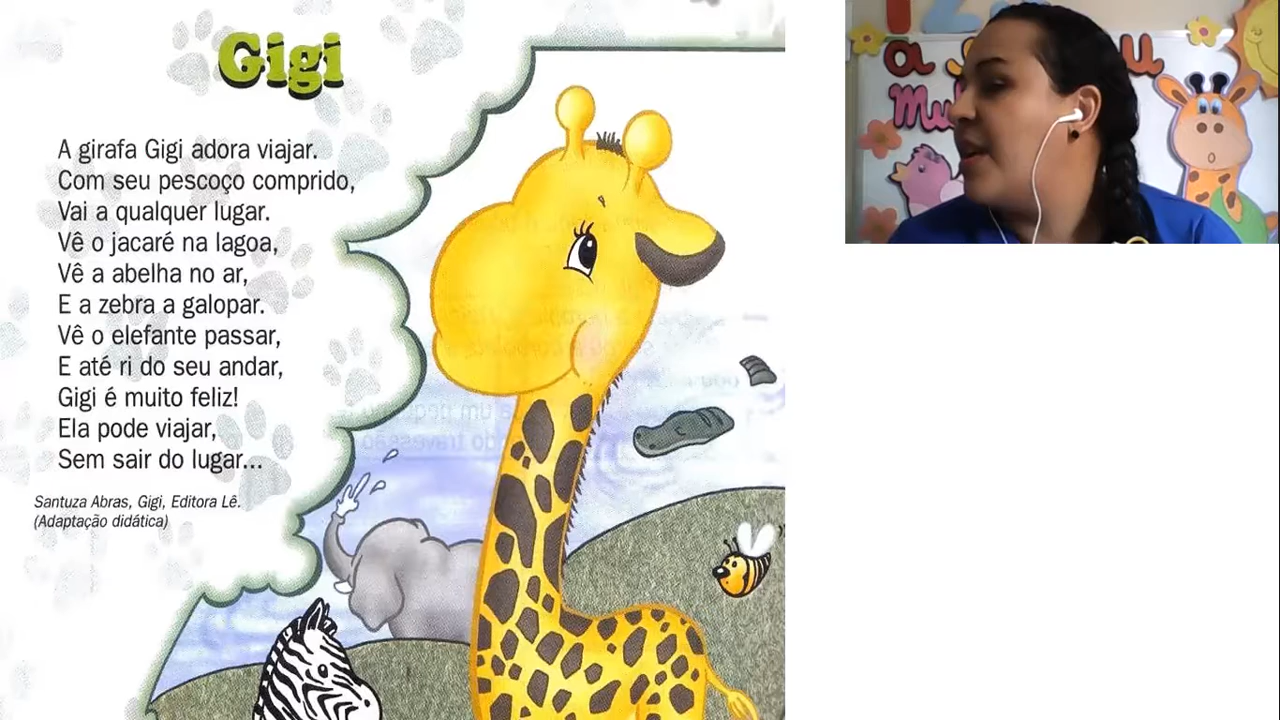 Gigi
A girafa Gigi adora viajar.
Com seu pescoço comprido,
Vai a qualquer lugar.
Vê o jacaré na lagoa,
Vê a abelha no ar,
E a zebra a galopar.
Vê o elefante passar,
E até ri do seu andar,
Gigi é muito feliz!
Ela pode viajar,
Sem sair do lugar...
Santuza Abras, Gigi, Editora Lê.
(Adaptação didática)